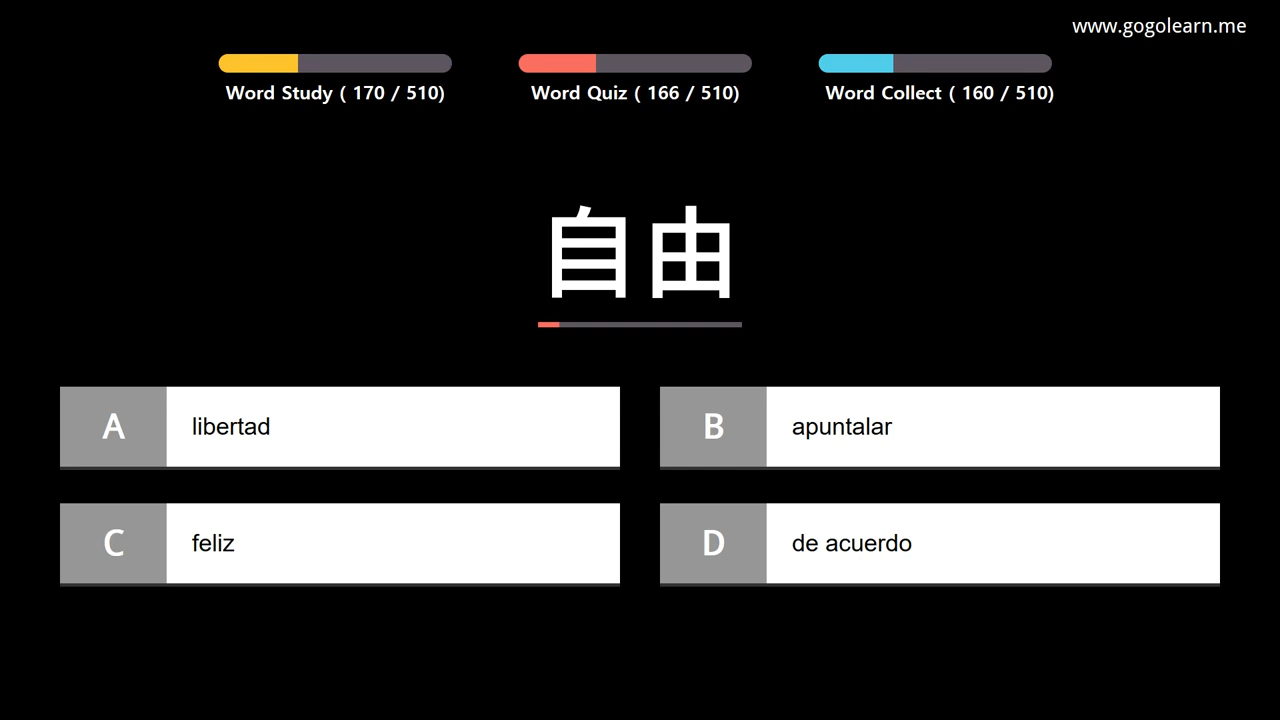 www.gogolearn.me
Word Study ( 170 / 510)
Word Quiz ( 166 / 510)
Word Collect ( 160 / 510)
自由
A libertad
B apuntalar
C feliz
D de acuerdo